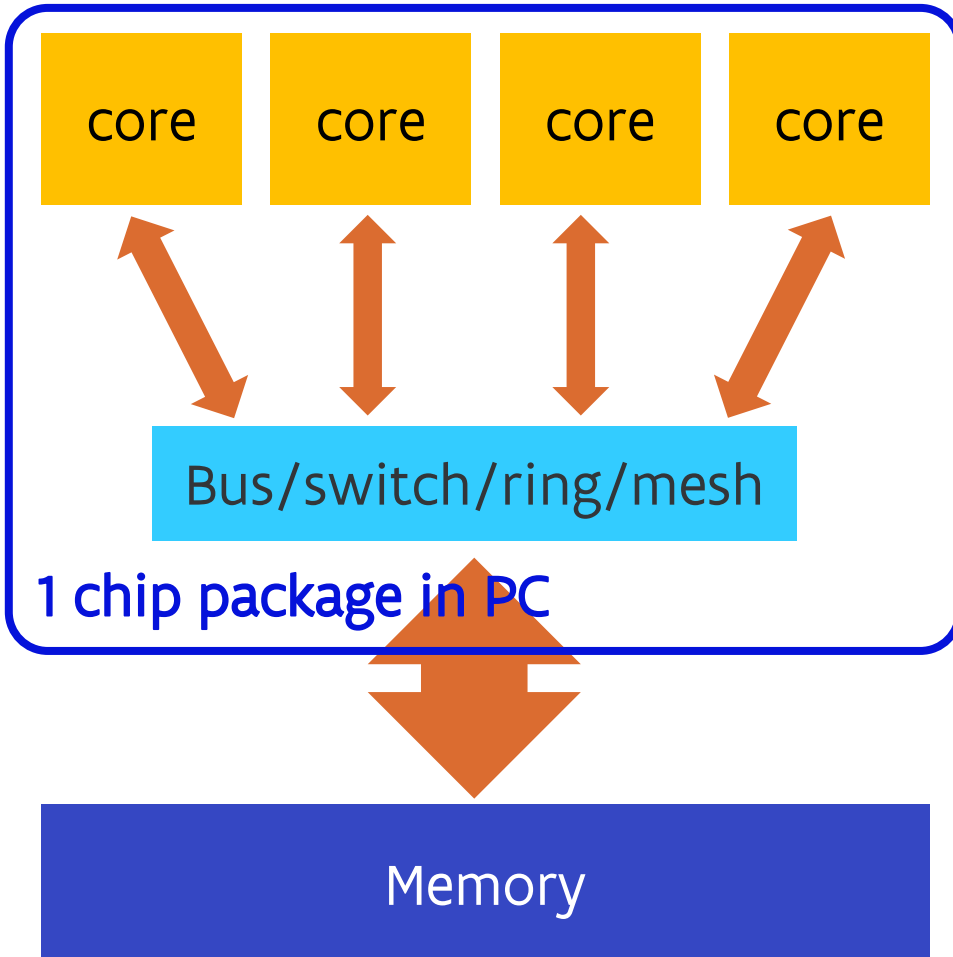 core
core
core
core
Bus/switch/ring/mesh
1 chip package in PC
Memory